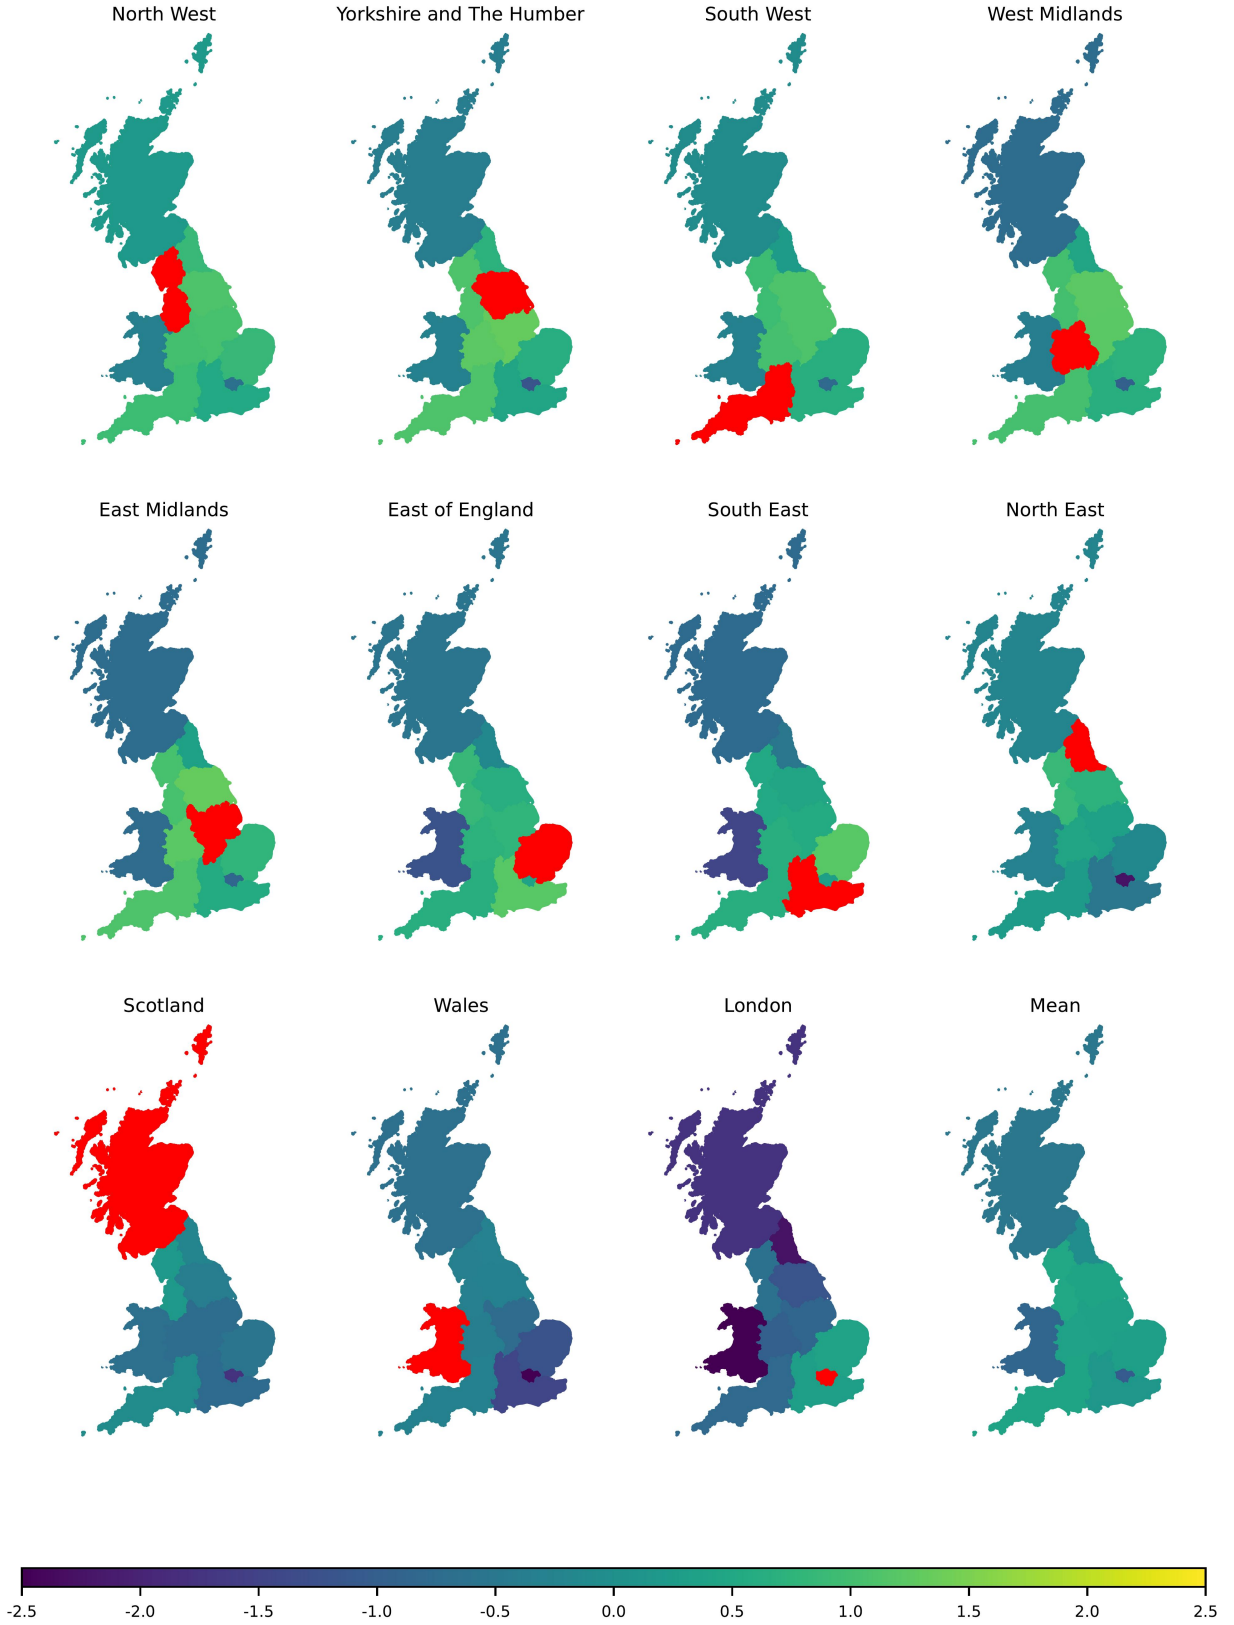 North West
Yorkshire and The Humber
South West
West Midlands
East Midlands
East of England
South East
North East
Scotland
Wales
London
Mean
-2.5
-2.0
-1.5
-1.0
-0.5
0.0
0.5
1.0
1.5
2.0
2.5